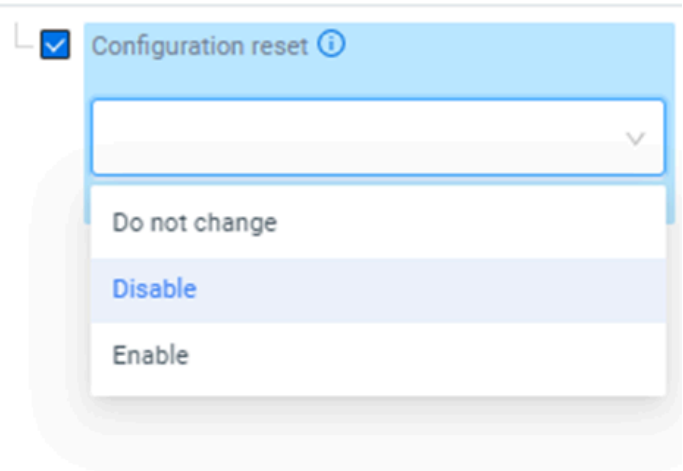 Configuration reset
Do not change
Disable
Enable